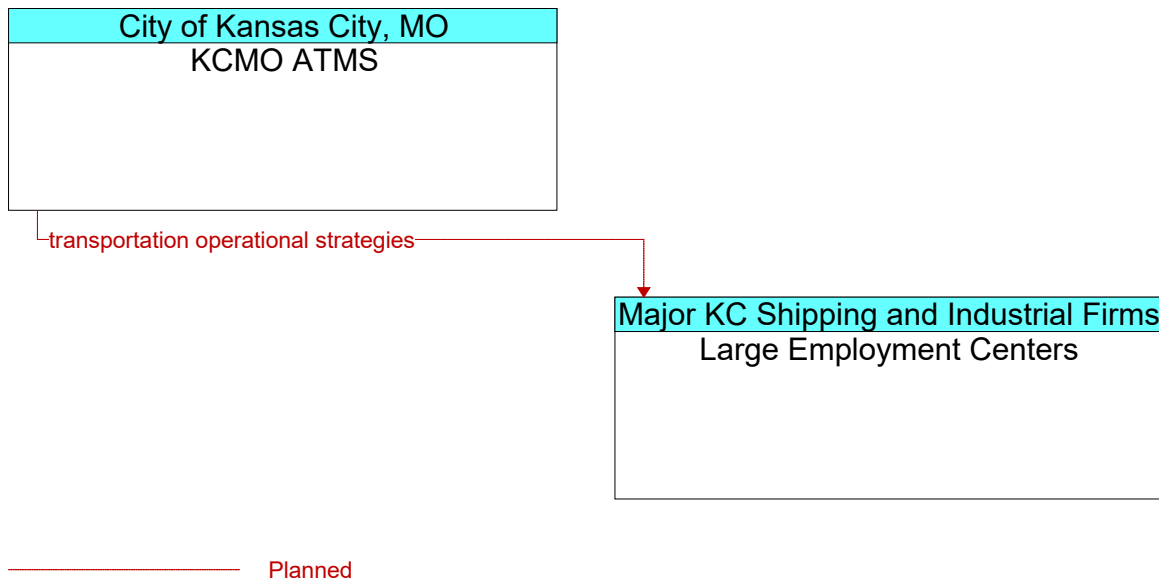 City of Kansas City, MO
KCMO ATMS
transportation operational strategies
Major KC Shipping and Industrial Firms
Large Employment Centers
Planned